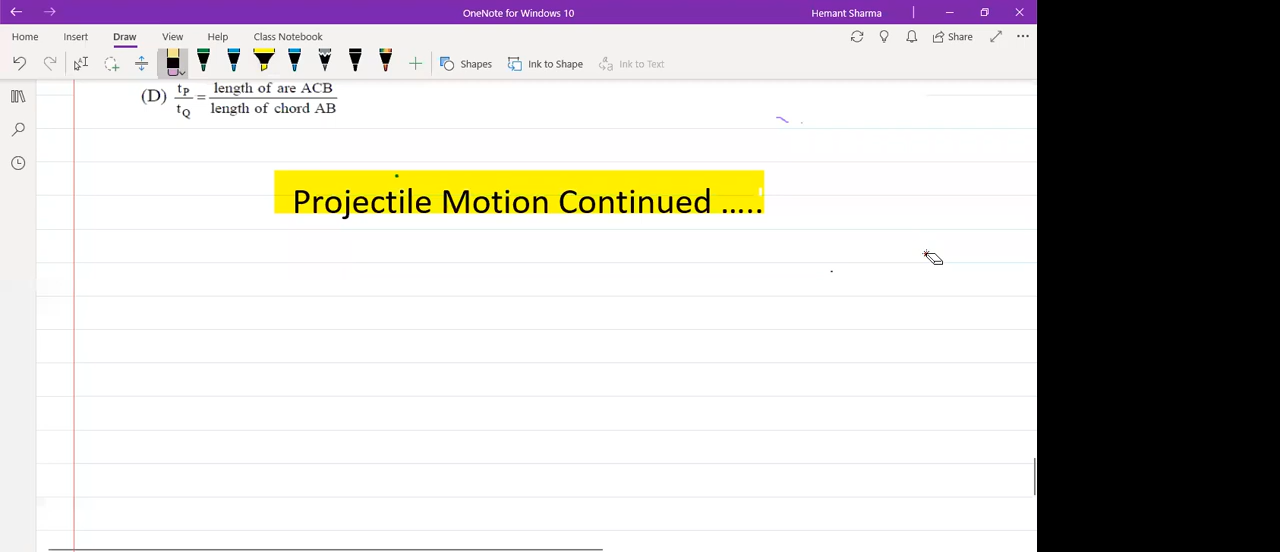 OneNote for Windows 10
Hemant Sharma
Home Insert Draw View Help Class Notebook
Share
Shapes Ink to Shape Ink to Text
(D) tP/tQ = length of are ACB/length of chord AB
Projectile Motion Continued .....